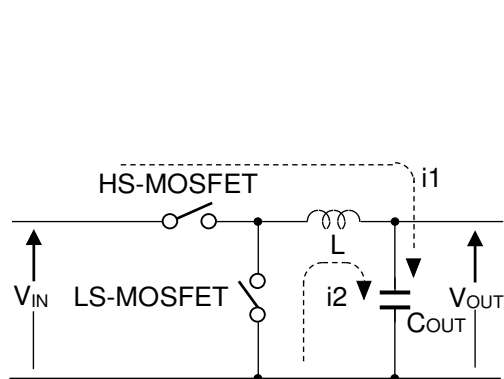 i1
HS-MOSFET
L
VIN
LS-MOSFET
i2
VOUT
COUT